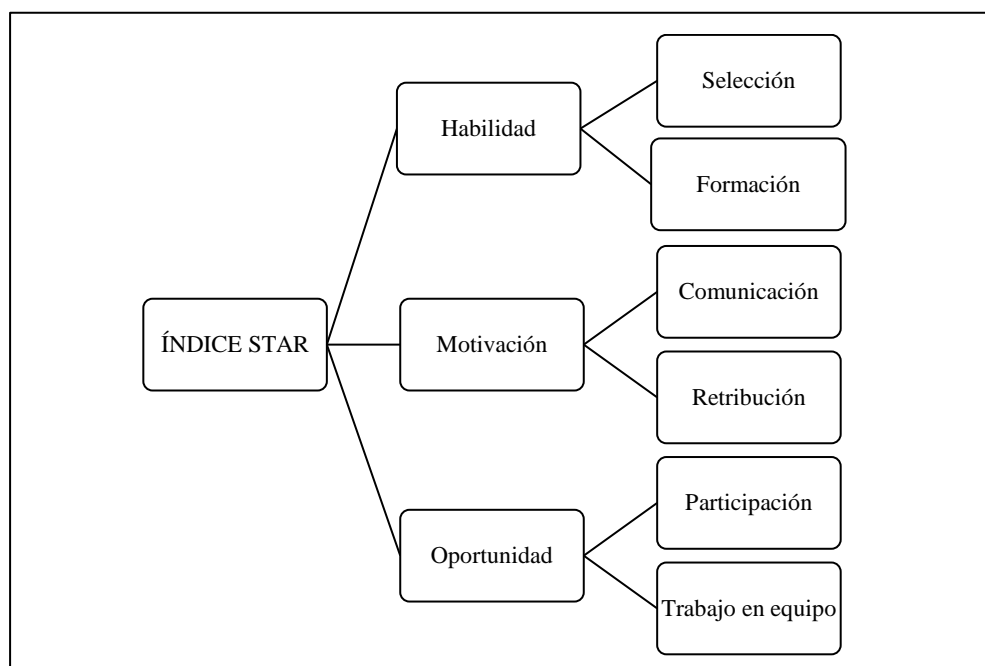 ÍNDICE STAR
Habilidad
Selección
Formación
Motivación
Comunicación
Retribución
Oportunidad
Participación
Trabajo en equipo